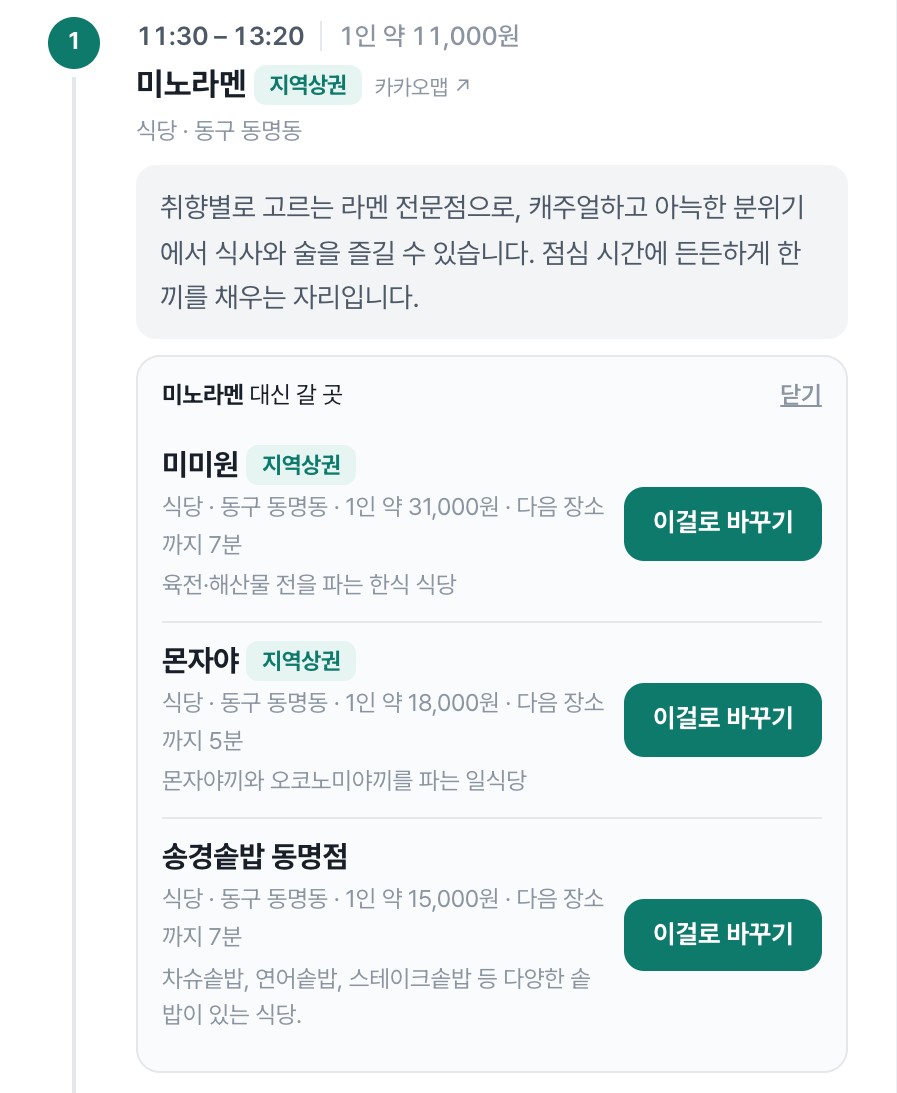 1
11:30 – 13:20 1인 약 11,000원
미노라멘 지역상권 카카오맵 ↗
식당 · 동구 동명동
취향별로 고르는 라멘 전문점으로, 캐주얼하고 아늑한 분위기
에서 식사와 술을 즐길 수 있습니다. 점심 시간에 든든하게 한
끼를 채우는 자리입니다.
미노라멘 대신 갈 곳 닫기
미미원 지역상권
식당 · 동구 동명동 · 1인 약 31,000원 · 다음 장소
까지 7분
육전·해산물 전을 파는 한식 식당
이걸로 바꾸기
몬자야 지역상권
식당 · 동구 동명동 · 1인 약 18,000원 · 다음 장소
까지 5분
몬자야끼와 오코노미야끼를 파는 일식당
이걸로 바꾸기
송경솥밥 동명점
식당 · 동구 동명동 · 1인 약 15,000원 · 다음 장소
까지 7분
차슈솥밥, 연어솥밥, 스테이크솥밥 등 다양한 솥
밥이 있는 식당.
이걸로 바꾸기